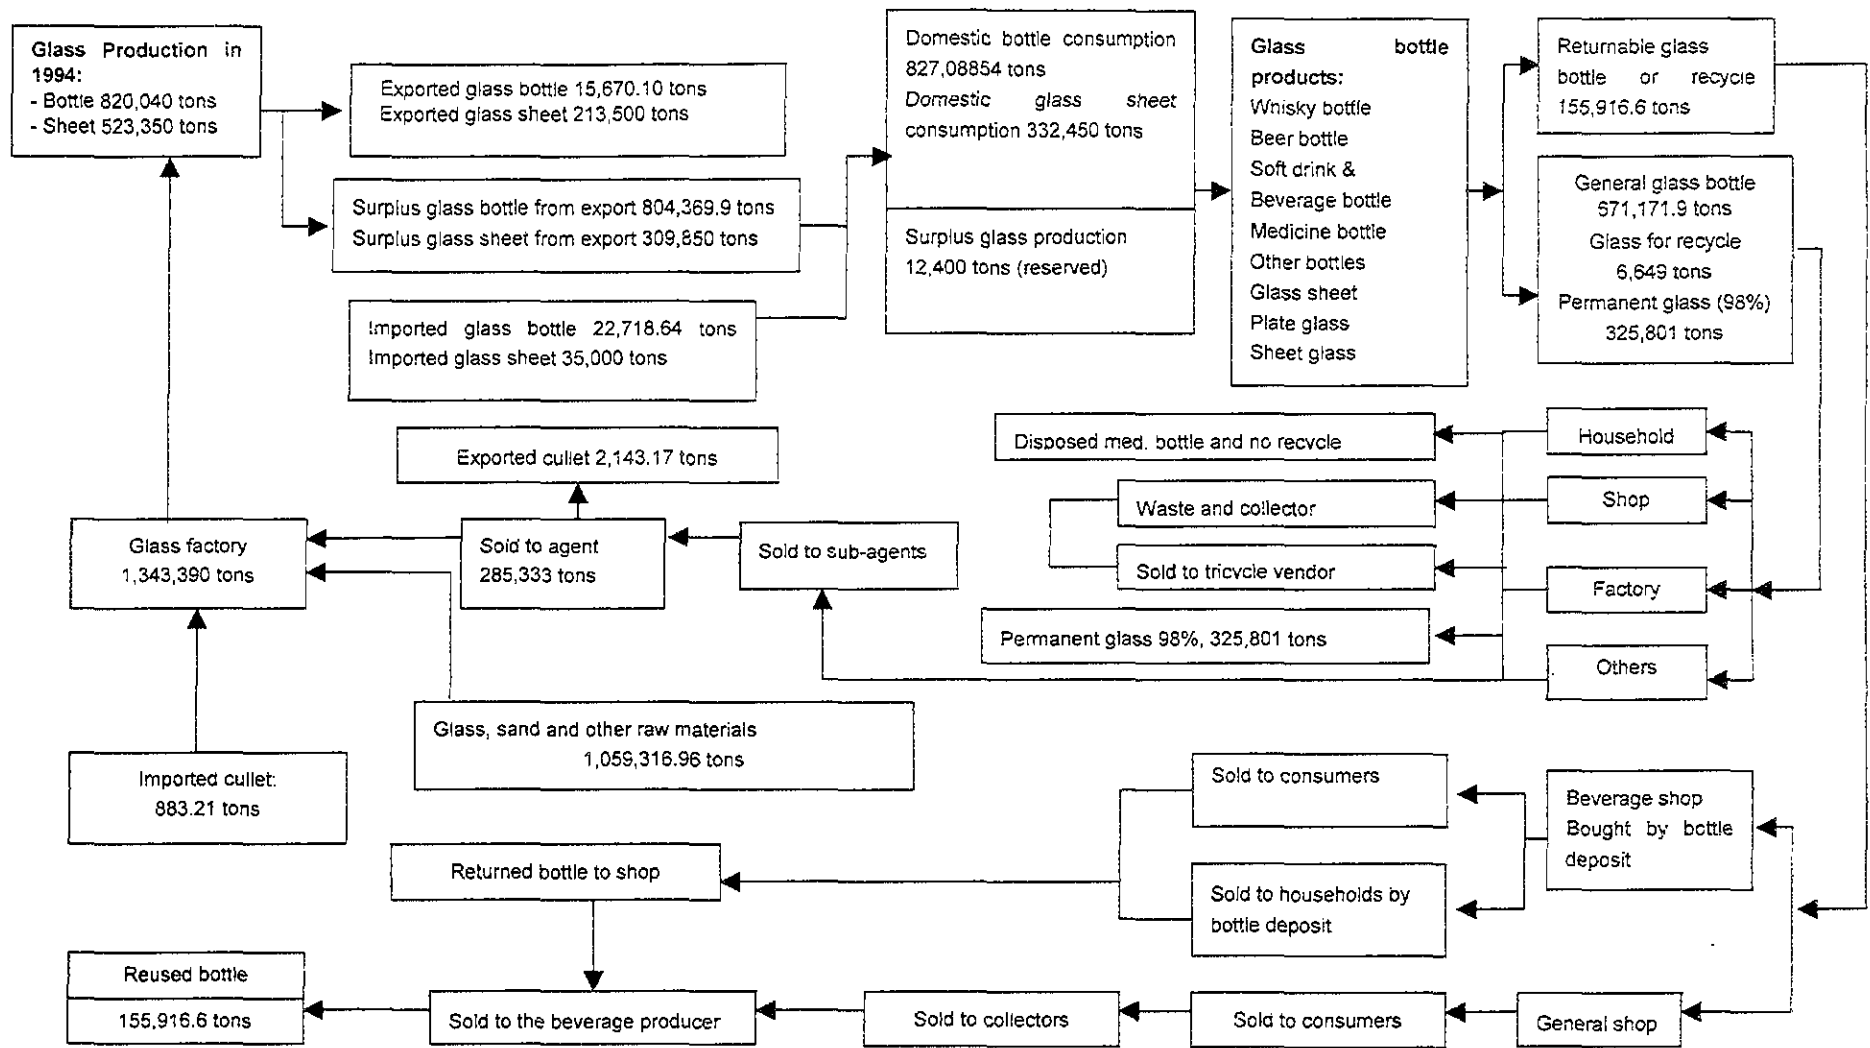 Glass Production in
1994:
- Bottle 820,040 tons
- Sheet 523,350 tons
Exported glass bottle 15,670.10 tons
Exported glass sheet 213,500 tons
Surplus glass bottle from export 804,369.9 tons
Surplus glass sheet from export 309,850 tons
Imported glass bottle 22,718.64 tons
Imported glass sheet 35,000 tons
Domestic bottle consumption
827,08854 tons
Domestic glass sheet
consumption 332,450 tons
Surplus glass production
12,400 tons (reserved)
Glass bottle
products:
Whisky bottle
Beer bottle
Soft drink &
Beverage bottle
Medicine bottle
Other bottles
Glass sheet
Plate glass
Sheet glass
Returnable glass
bottle or recycle
155,916.6 tons
General glass bottle
671,171.9 tons
Glass for recycle
6,649 tons
Permanent glass (98%)
325,801 tons
Household
Shop
Factory
Others
Disposed med. bottle and no recycle
Waste and collector
Sold to tricycle vendor
Permanent glass 98%, 325,801 tons
Exported cullet 2,143.17 tons
Glass factory
1,343,390 tons
Sold to agent
285,333 tons
Sold to sub-agents
Glass, sand and other raw materials
1,059,316.96 tons
Imported cullet:
883.21 tons
Sold to consumers
Beverage shop
Bought by bottle
deposit
Returned bottle to shop
Sold to households by
bottle deposit
Reused bottle
155,916.6 tons
Sold to the beverage producer
Sold to collectors
Sold to consumers
General shop